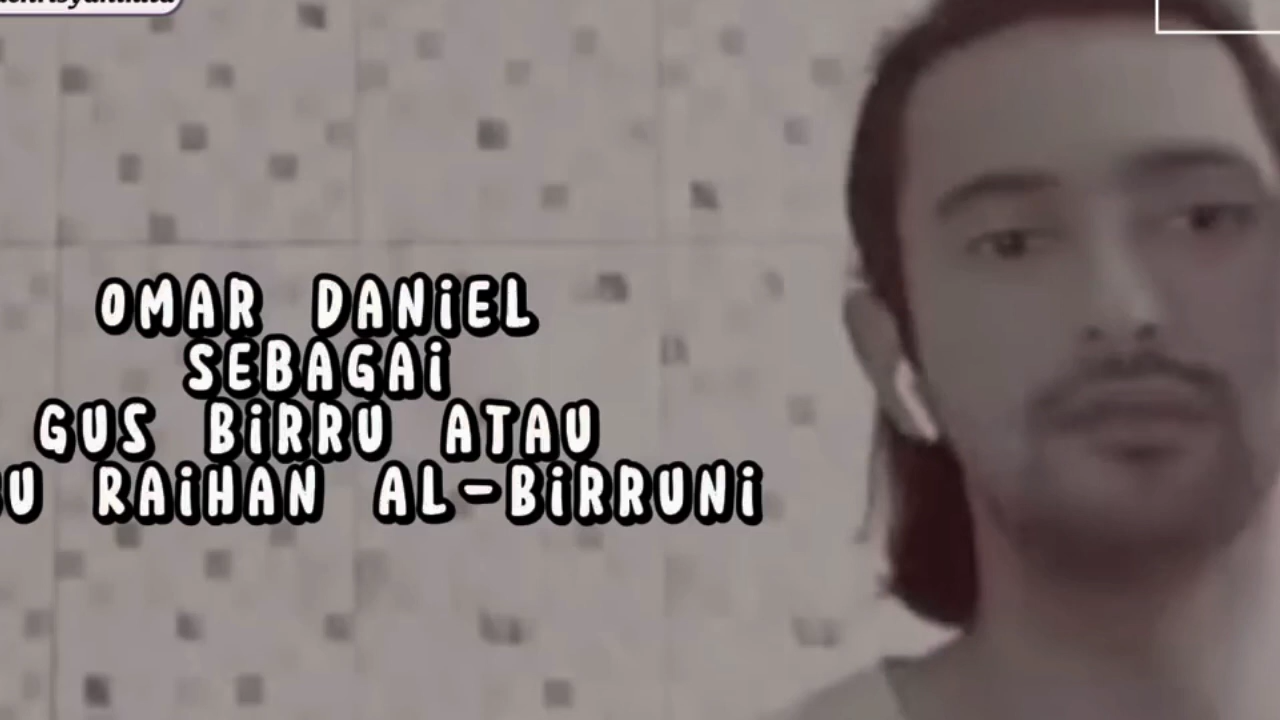 OMAR DANiEL
SEBAGAi
GUS BiRRU ATAU
RAiHAN AL-BiRRUNi